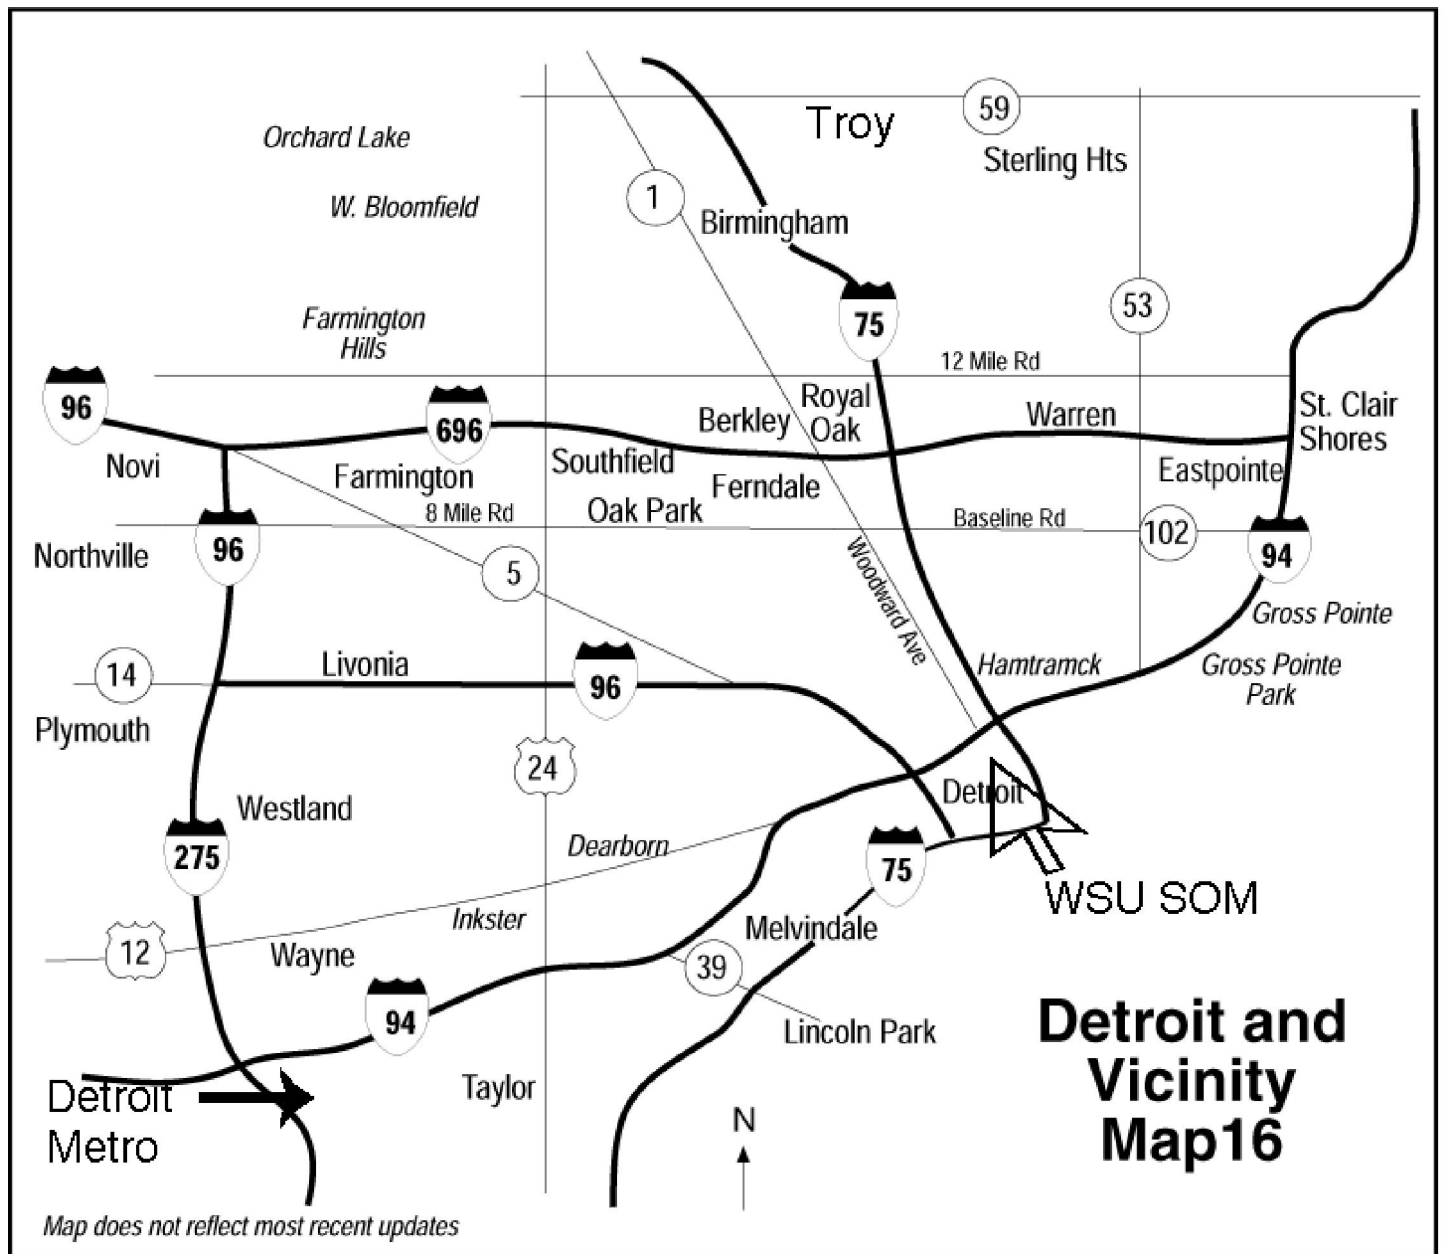 59
Troy
Orchard Lake
Sterling Hts
1
W. Bloomfield
Birmingham
53
75
Farmington
Hills
12 Mile Rd
96
696
Royal
Oak
Berkley
Warren
St. Clair
Shores
Novi
Farmington
Southfield
Eastpointe
Ferndale
8 Mile Rd
Oak Park
Baseline Rd
102
Northville
96
94
5
Woodward Ave
Gross Pointe
14
Livonia
96
Hamtramck
Gross Pointe
Park
Plymouth
24
Detroit
Westland
275
Dearborn
75
WSU SOM
Inkster
Melvindale
12
Wayne
39
94
Lincoln Park
Detroit and
Vicinity
Map16
Detroit
Metro
Taylor
N
Map does not reflect most recent updates